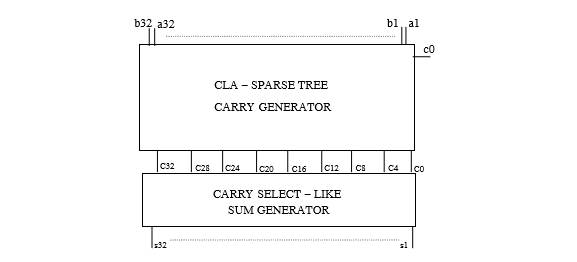 b32 a32 b1 a1
c0
CLA – SPARSE TREE
CARRY GENERATOR
C32 C28 C24 C20 C16 C12 C8 C4 C0
CARRY SELECT – LIKE
SUM GENERATOR
s32 s1